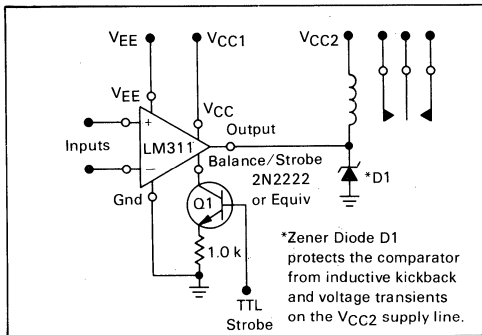 VEE
VCC1
VCC2
VEE
VCC
+
Inputs
LM311
Output
−
Balance/Strobe
Gnd
2N2222
or Equiv
Q1
*D1
1.0 k
TTL
Strobe
*Zener Diode D1
protects the comparator
from inductive kickback
and voltage transients
on the VCC2 supply line.